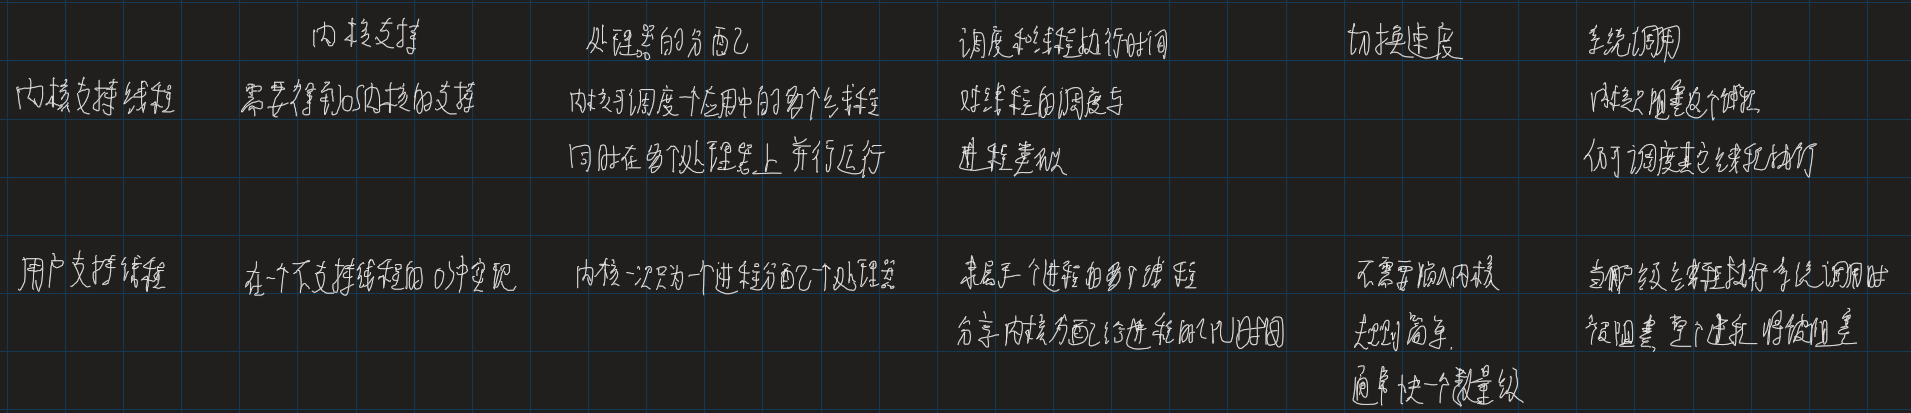 内核支持 处理器的分配 调度和线程执行时间 切换速度 系统调用
内核支持线程 需要得到OS内核的支持 内核可调度一个应用中的多个线程 对线程的调度与 内核只阻塞这个线程
同时在多个处理器上并行运行 进程类似 仍可调度其它线程执行
用户支持线程 在一个不支持线程的OS中实现 内核一次只为一个进程分配一个处理器 隶属于一个进程的多个线程 不需要陷入内核 当用户级线程执行系统调用时
分享内核分配给进程的CPU时间 规则简单. 被阻塞 整个进程将被阻塞
通常快一个数量级